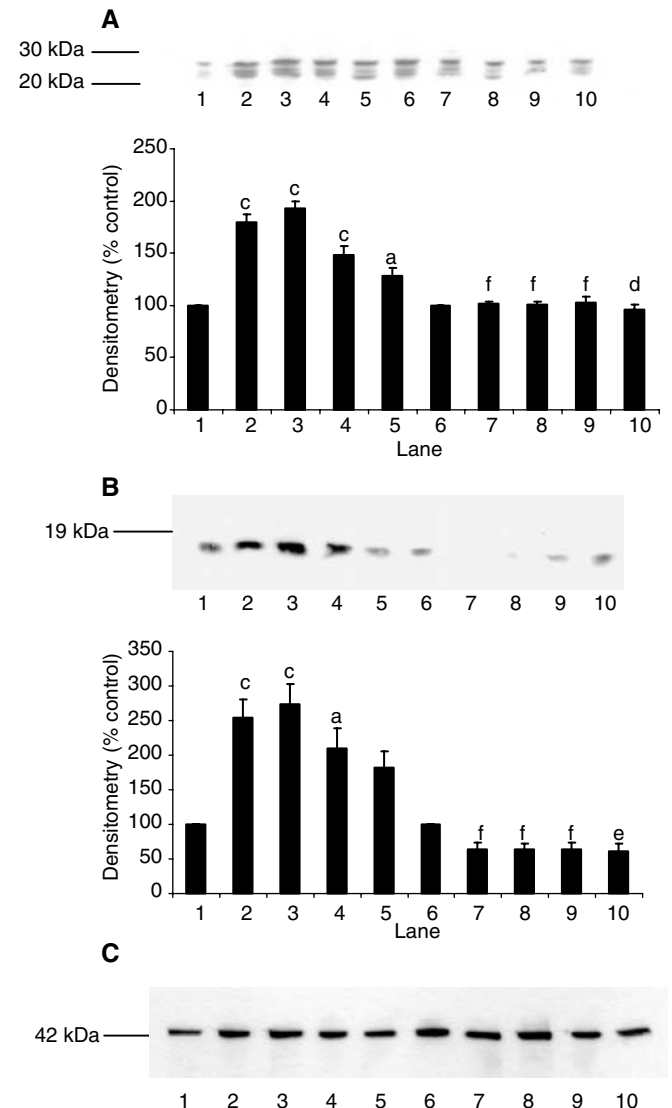 A
30 kDa
20 kDa
1 2 3 4 5 6 7 8 9 10
Densitometry (% control)
250
200
150
100
50
0
c c c a f f f d
1 2 3 4 5 6 7 8 9 10
Lane
B
19 kDa
1 2 3 4 5 6 7 8 9 10
Densitometry (% control)
350
300
250
200
150
100
50
0
c c a f f f e
1 2 3 4 5 6 7 8 9 10
Lane
C
42 kDa
1 2 3 4 5 6 7 8 9 10